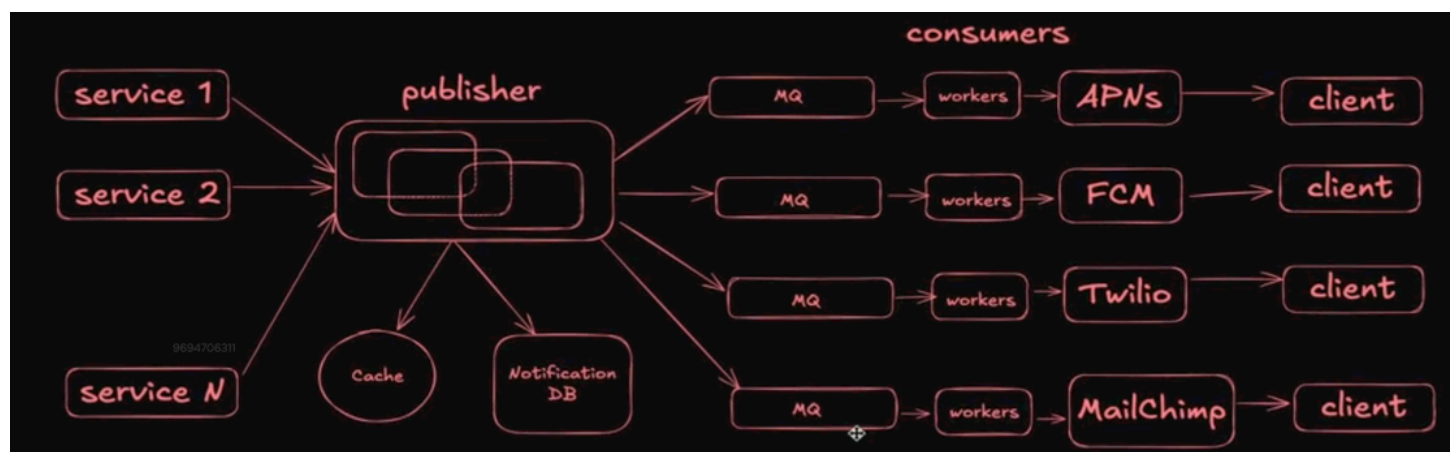 consumers
service 1
publisher
MQ
workers
APNs
client
service 2
MQ
workers
FCM
client
MQ
workers
Twilio
client
9694706311
service N
Cache
Notification
DB
MQ
workers
MailChimp
client